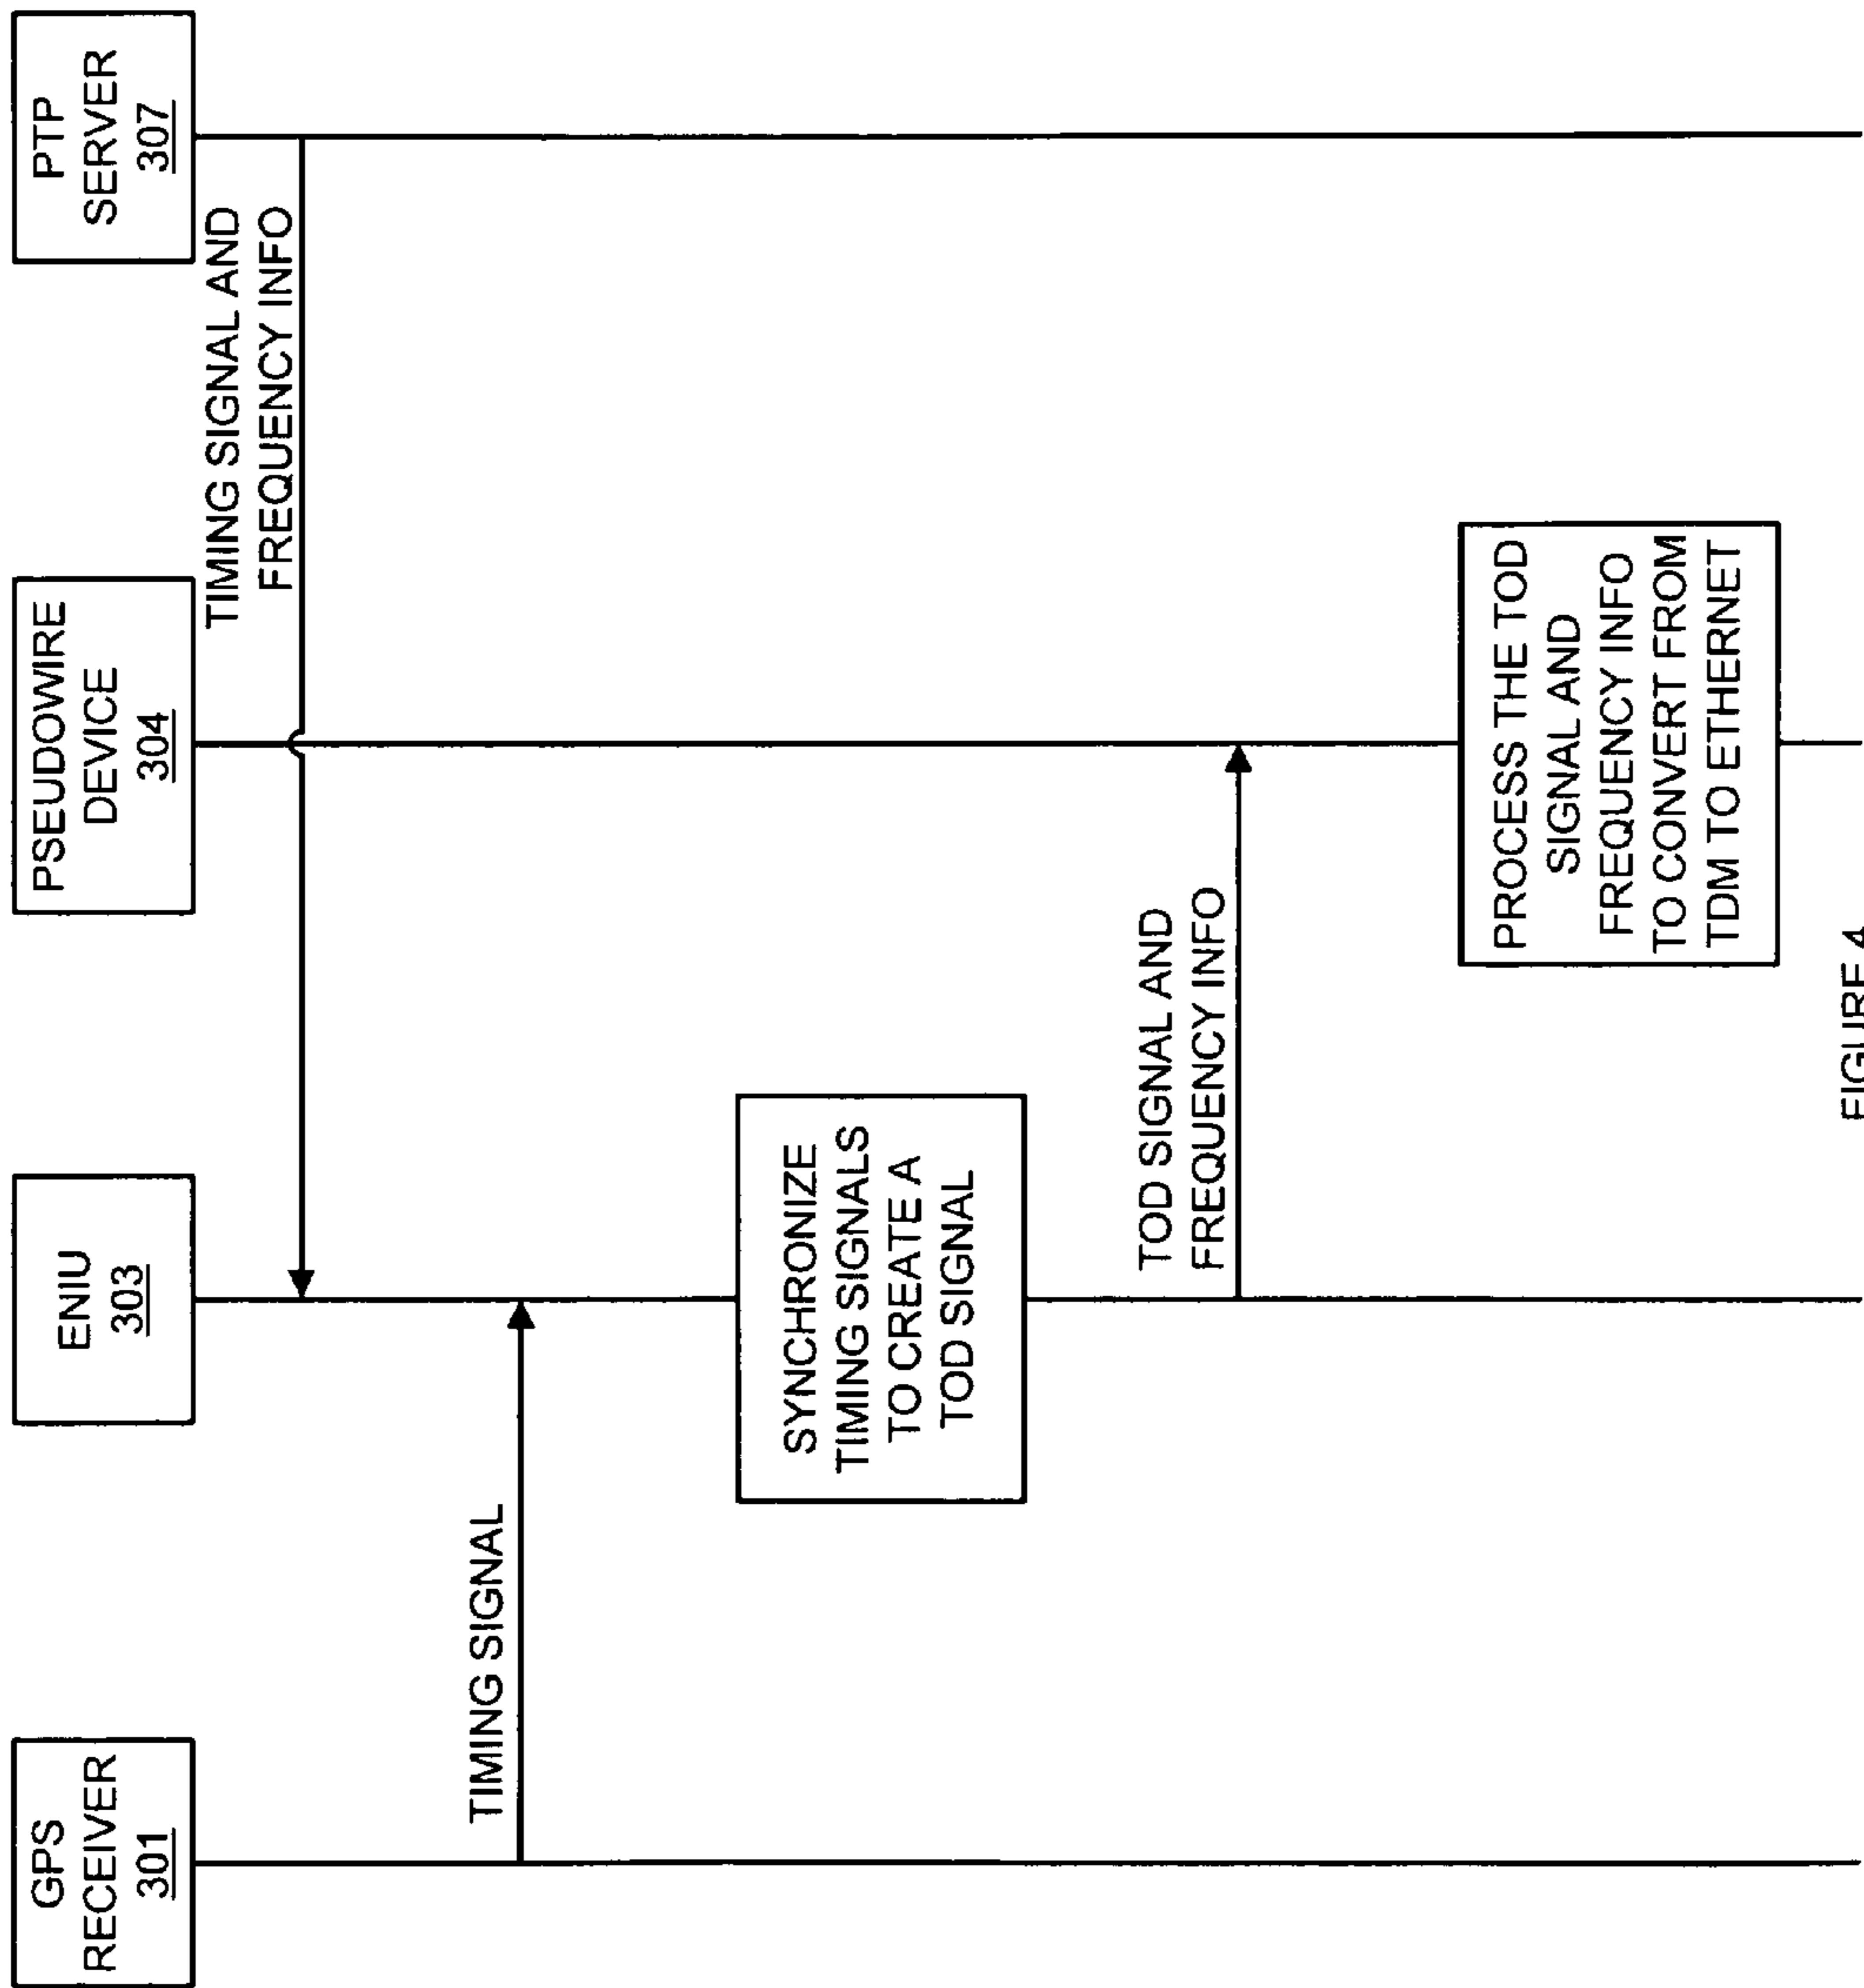 GPS
RECEIVER
301
ENIU
303
PSEUDOWIRE
DEVICE
304
PTP
SERVER
307
TIMING SIGNAL AND
FREQUENCY INFO
TIMING SIGNAL
SYNCHRONIZE
TIMING SIGNALS
TO CREATE A
TOD SIGNAL
TOD SIGNAL AND
FREQUENCY INFO
PROCESS THE TOD
SIGNAL AND
FREQUENCY INFO
TO CONVERT FROM
TDM TO ETHERNET
FIGURE 4